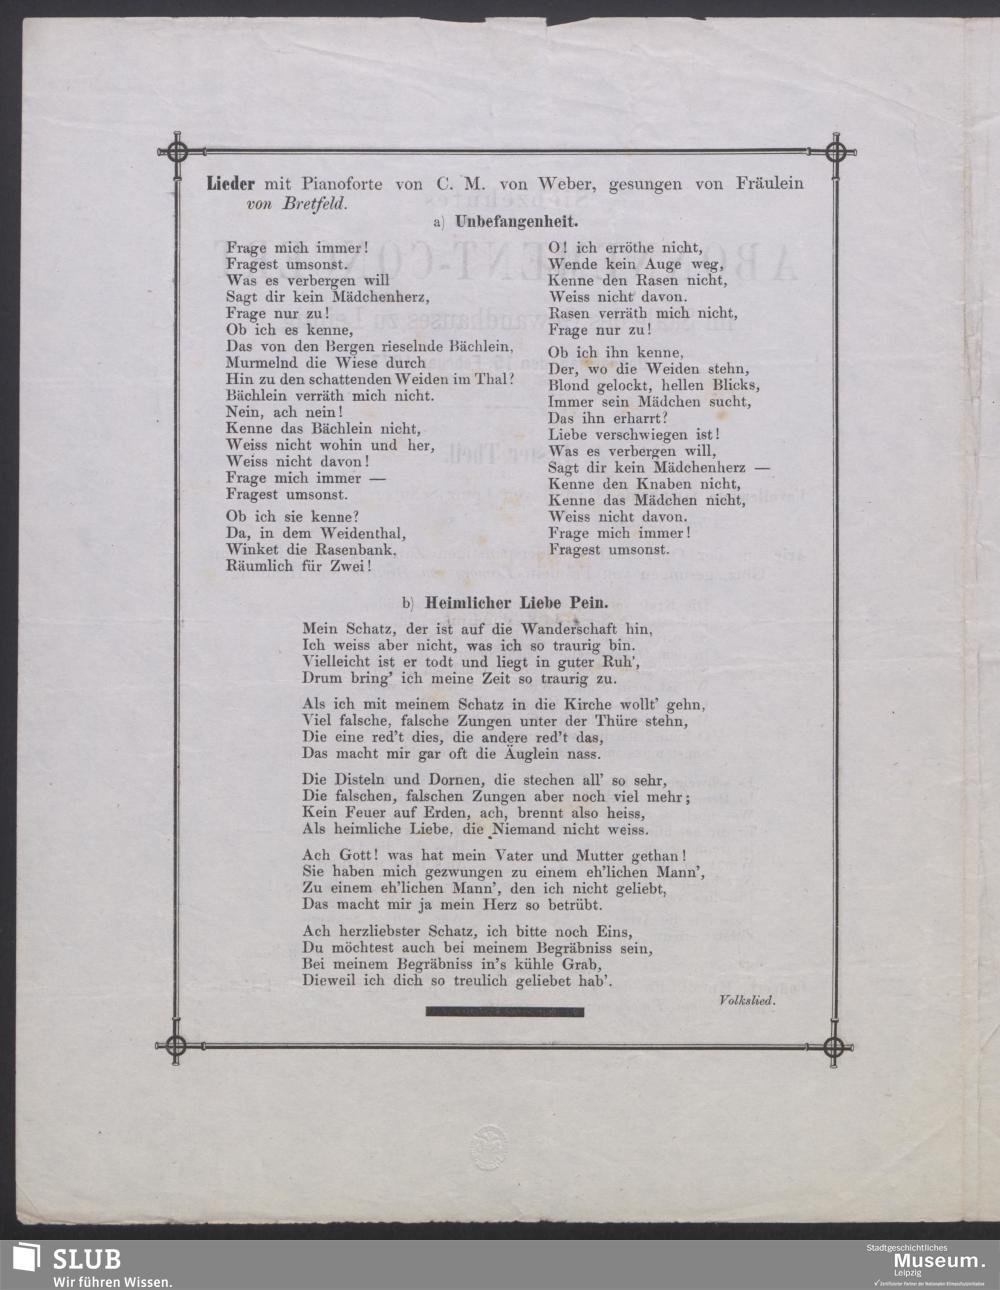 Lieder mit Pianoforte von C. M. von Weber, gesungen von Fräulein
von Bretfeld.
a) Unbefangenheit.
Frage mich immer!
Fragest umsonst.
Was es verbergen will
Sagt dir kein Mädchenherz,
Frage nur zu!
Ob ich es kenne,
Das von den Bergen rieselnde Bächlein,
Murmelnd die Wiese durch
Hin zu den schattenden Weiden im Thal?
Bächlein verräth mich nicht.
Nein, ach nein!
Kenne das Bächlein nicht,
Weiss nicht wohin und her,
Weiss nicht davon!
Frage mich immer —
Fragest umsonst.
Ob ich sie kenne?
Da, in dem Weidenthal,
Winket die Rasenbank,
Räumlich für Zwei!
O! ich erröthe nicht,
Wende kein Auge weg,
Kenne den Rasen nicht,
Weiss nicht davon.
Rasen verräth mich nicht,
Frage nur zu!
Ob ich ihn kenne,
Der, wo die Weiden stehn,
Blond gelockt, hellen Blicks,
Immer sein Mädchen sucht,
Das ihn erharrt?
Liebe verschwiegen ist!
Was es verbergen will,
Sagt dir kein Mädchenherz —
Kenne den Knaben nicht,
Kenne das Mädchen nicht,
Weiss nicht davon.
Frage mich immer!
Fragest umsonst.
b) Heimlicher Liebe Pein.
Mein Schatz, der ist auf die Wanderschaft hin,
Ich weiss aber nicht, was ich so traurig bin.
Vielleicht ist er todt und liegt in guter Ruh',
Drum bring' ich meine Zeit so traurig zu.
Als ich mit meinem Schatz in die Kirche wollt' gehn,
Viel falsche, falsche Zungen unter der Thüre stehn,
Die eine red't dies, die andere red't das,
Das macht mir gar oft die Äuglein nass.
Die Disteln und Dornen, die stechen all' so sehr,
Die falschen, falschen Zungen aber noch viel mehr;
Kein Feuer auf Erden, ach, brennt also heiss,
Als heimliche Liebe, die Niemand nicht weiss.
Ach Gott! was hat mein Vater und Mutter gethan!
Sie haben mich gezwungen zu einem eh'lichen Mann',
Zu einem eh'lichen Mann', den ich nicht geliebt,
Das macht mir ja mein Herz so betrübt.
Ach herzliebster Schatz, ich bitte noch Eins,
Du möchtest auch bei meinem Begräbniss sein,
Bei meinem Begräbniss in's kühle Grab,
Dieweil ich dich so treulich geliebet hab'.
Volkslied.
SLUB
Wir führen Wissen.
Stadtgeschichtliches
Museum.
Leipzig
Zertifizierter Partner der Nationalen Klimaschutzinitiative